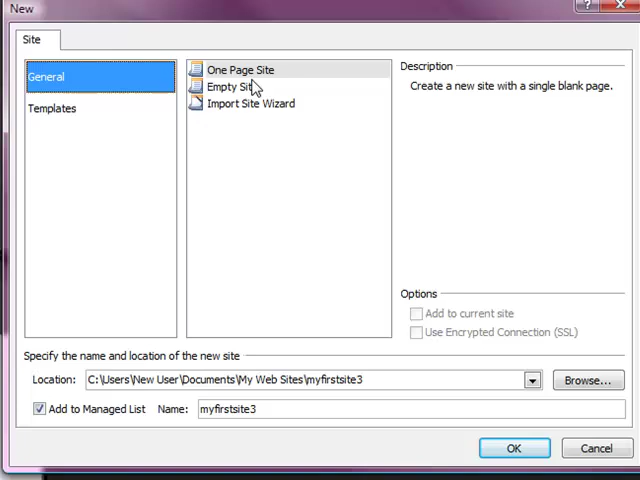 New
?
Site
General
Templates
One Page Site
Empty Sit
Import Site Wizard
Description
Create a new site with a single blank page.
Options
Add to current site
Use Encrypted Connection (SSL)
Specify the name and location of the new site
Location: C:\Users\New User\Documents\My Web Sites\myfirstsite3 Browse...
Add to Managed List Name: myfirstsite3
OK Cancel